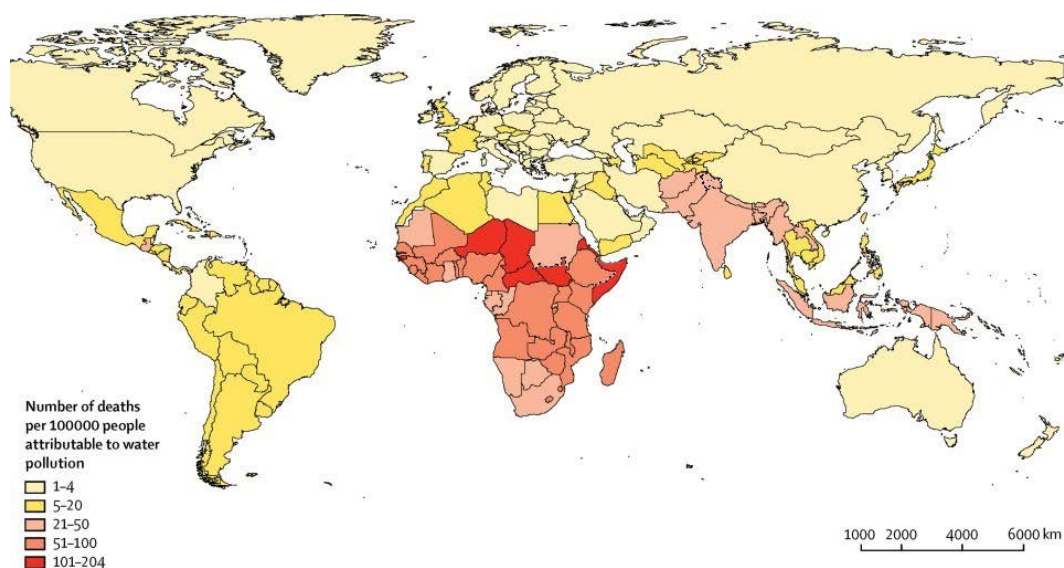 Number of deaths
per 100000 people
attributable to water
pollution
1–4
5–20
21–50
51–100
101–204
1000 2000 4000 6000 km